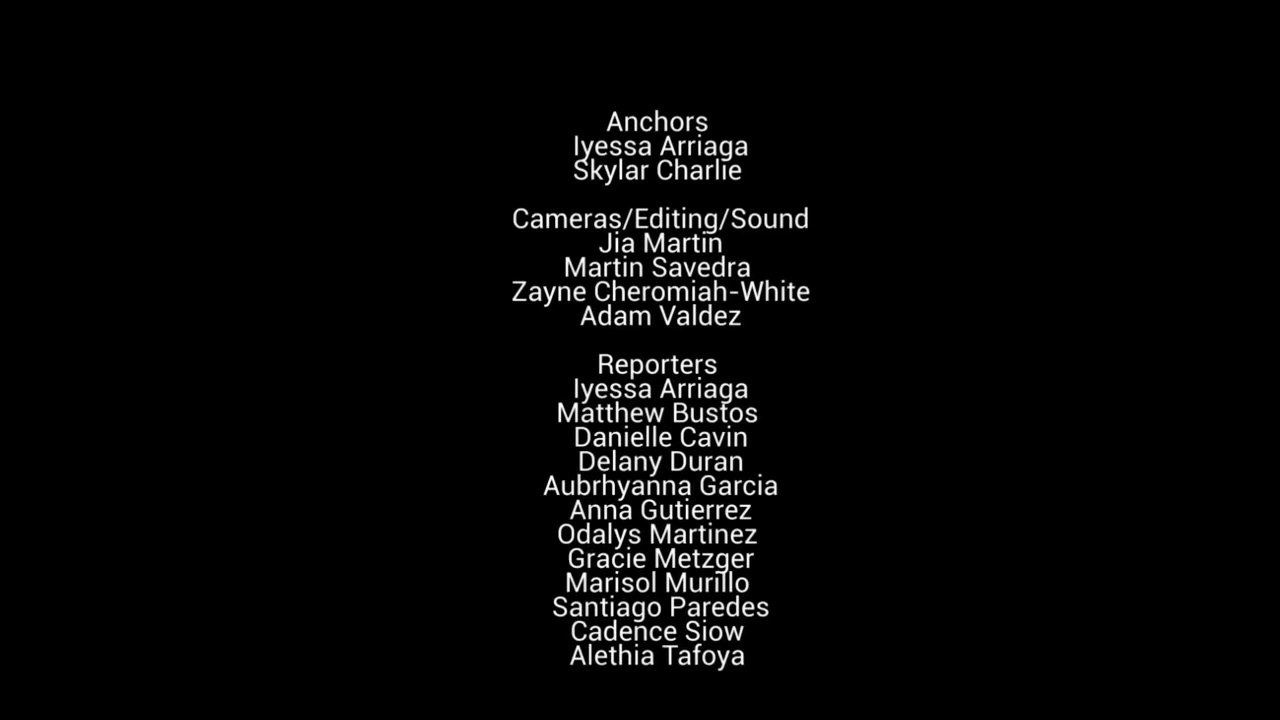 Anchors
Iyessa Arriaga
Skylar Charlie
Cameras/Editing/Sound
Jia Martin
Martin Savedra
Zayne Cheromiah-White
Adam Valdez
Reporters
Iyessa Arriaga
Matthew Bustos
Danielle Cavin
Delany Duran
Aubrhyanna Garcia
Anna Gutierrez
Odalys Martinez
Gracie Metzger
Marisol Murillo
Santiago Paredes
Cadence Siow
Alethia Tafoya